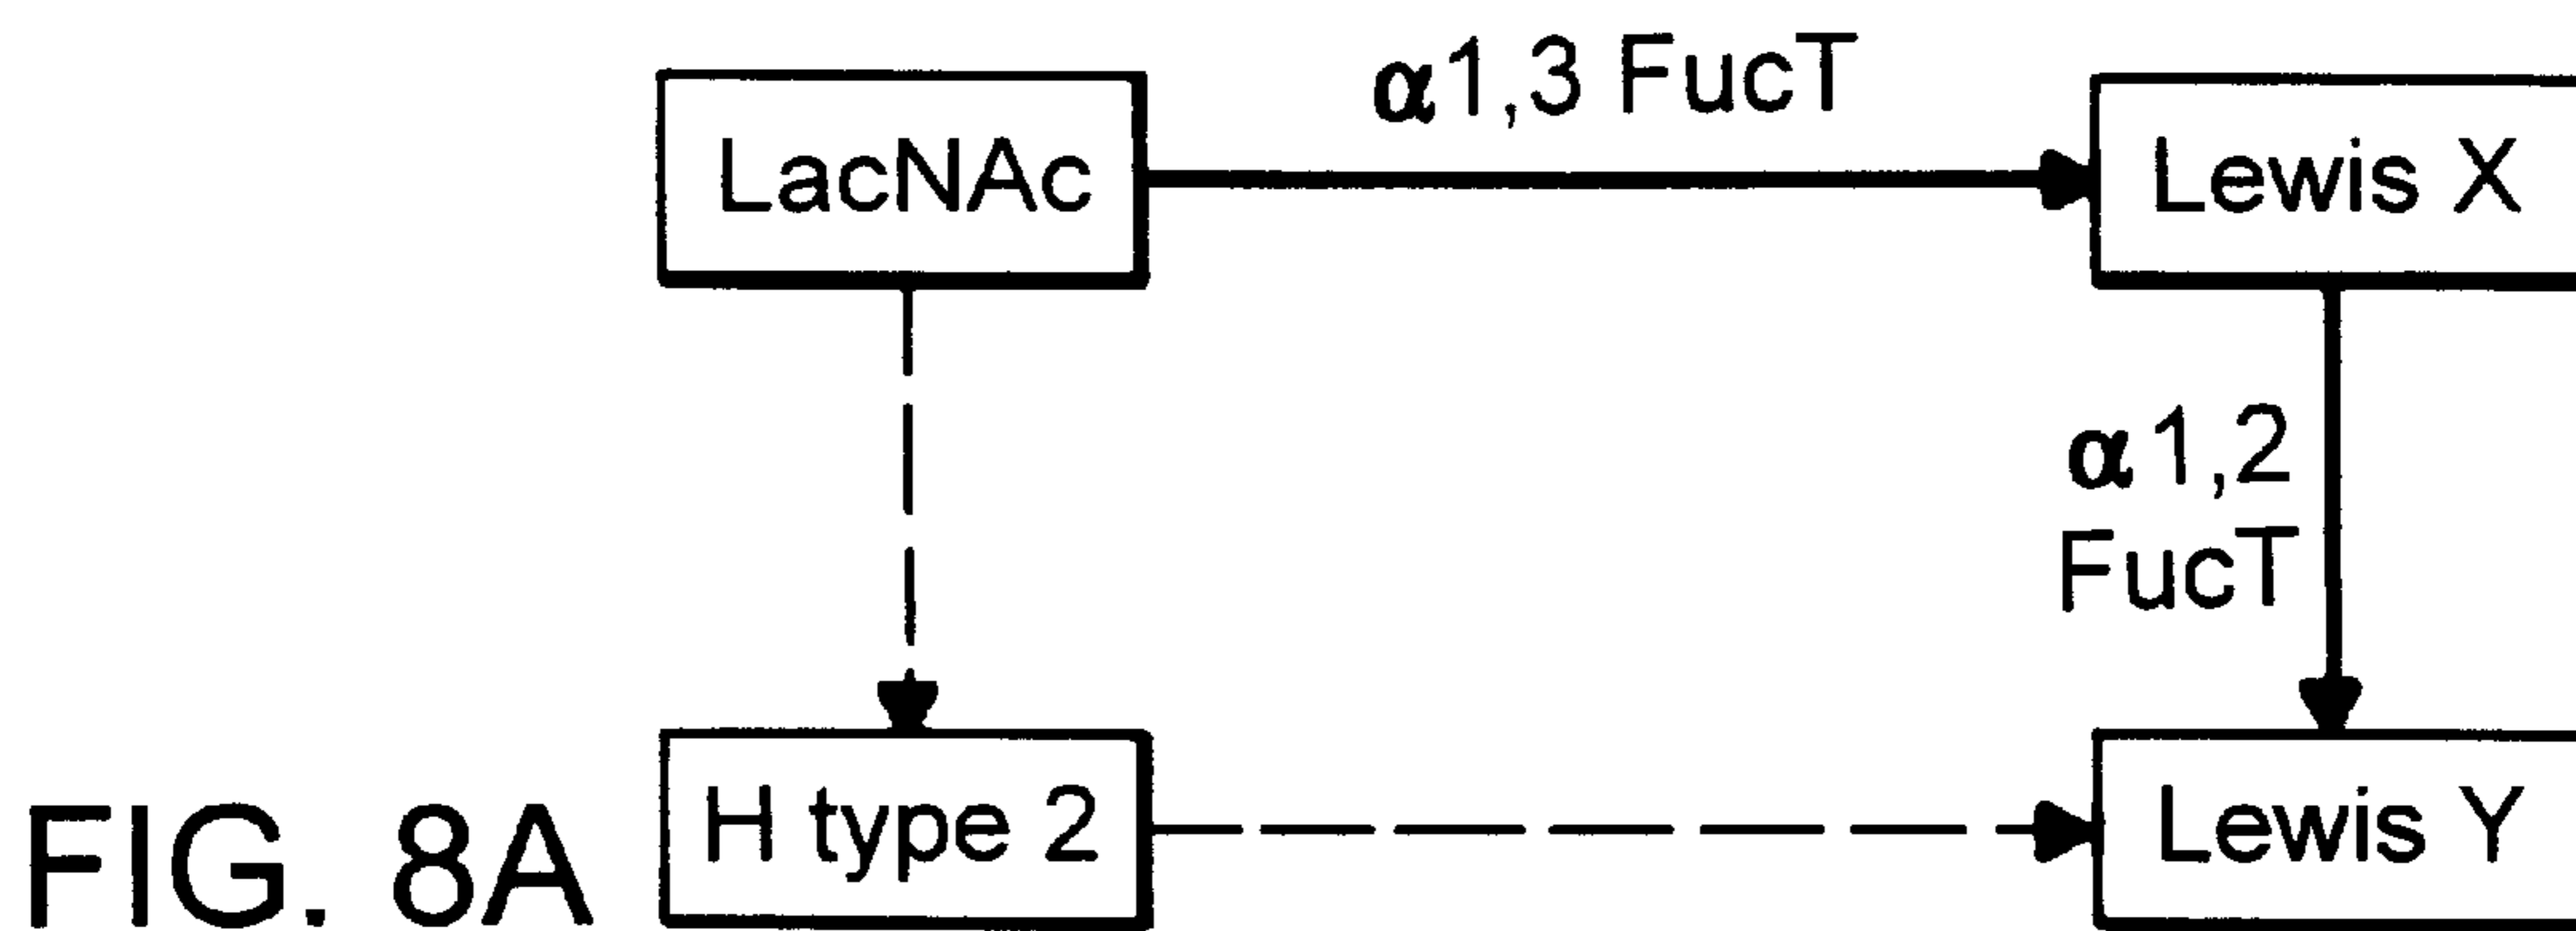 α1,3 FucT
LacNAc
Lewis X
α1,2
FucT
H type 2
Lewis Y
FIG. 8A